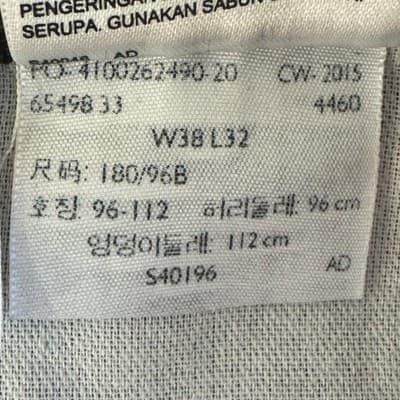 PENGERINGAN
SERUPA. GUNAKAN SABUN
AD
PO- 4100262490-20 CW- 2015
65498 33 4460
W38 L32
尺码: 180/96B
호칭. 96-112 허리둘레: 96 cm
엉덩이둘레: 112 cm
S40196 AD